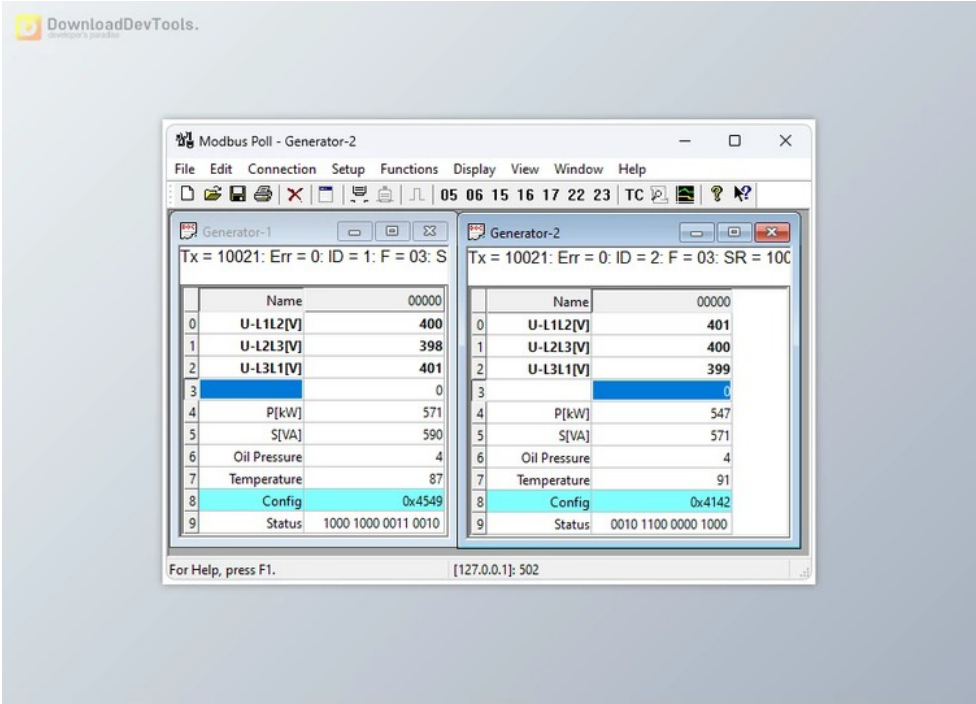 DownloadDevTools.
developer's paradise
Modbus Poll - Generator-2
File Edit Connection Setup Functions Display View Window Help
05 06 15 16 17 22 23 TC
Generator-1
Tx = 10021: Err = 0: ID = 1: F = 03: S
Name 00000
0 U-L1L2[V] 400
1 U-L2L3[V] 398
2 U-L3L1[V] 401
3 0
4 P[kW] 571
5 S[VA] 590
6 Oil Pressure 4
7 Temperature 87
8 Config 0x4549
9 Status 1000 1000 0011 0010
Generator-2
Tx = 10021: Err = 0: ID = 2: F = 03: SR = 100
Name 00000
0 U-L1L2[V] 401
1 U-L2L3[V] 400
2 U-L3L1[V] 399
3 0
4 P[kW] 547
5 S[VA] 571
6 Oil Pressure 4
7 Temperature 91
8 Config 0x4142
9 Status 0010 1100 0000 1000
For Help, press F1.
[127.0.0.1]: 502